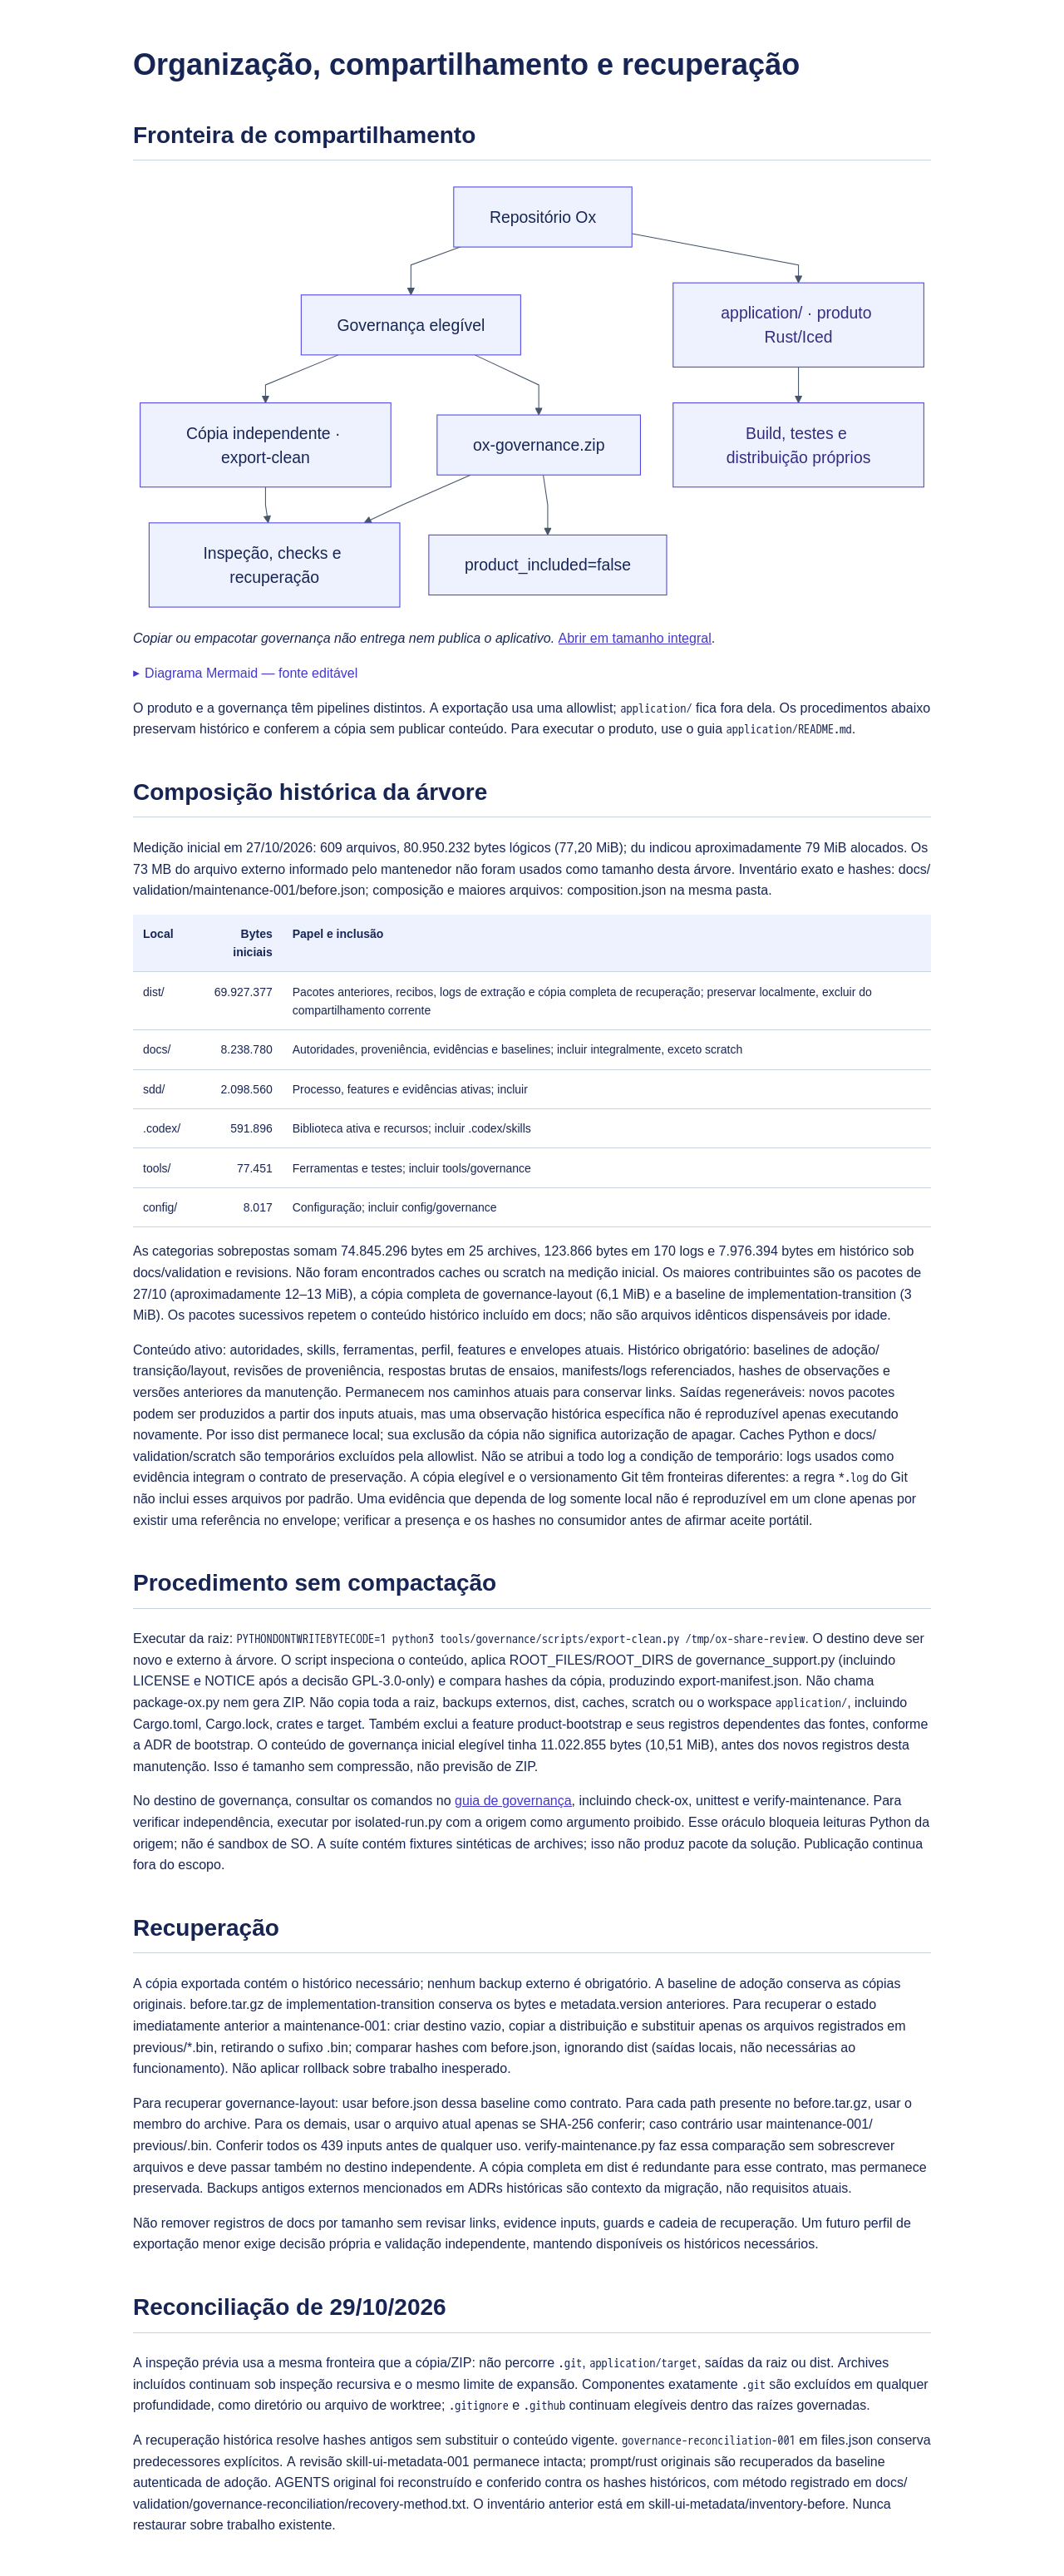 Organização, compartilhamento e recuperação
Fronteira de compartilhamento
Repositório Ox
Governança elegível
application/ · produto
Rust/Iced
Cópia independente ·
export-clean
ox-governance.zip
Build, testes e
distribuição próprios
Inspeção, checks e
recuperação
product_included=false
Copiar ou empacotar governança não entrega nem publica o aplicativo. Abrir em tamanho integral.
▸ Diagrama Mermaid — fonte editável
O produto e a governança têm pipelines distintos. A exportação usa uma allowlist; application/ fica fora dela. Os procedimentos abaixo
preservam histórico e conferem a cópia sem publicar conteúdo. Para executar o produto, use o guia application/README.md.
Composição histórica da árvore
Medição inicial em 27/10/2026: 609 arquivos, 80.950.232 bytes lógicos (77,20 MiB); du indicou aproximadamente 79 MiB alocados. Os
73 MB do arquivo externo informado pelo mantenedor não foram usados como tamanho desta árvore. Inventário exato e hashes: docs/
validation/maintenance-001/before.json; composição e maiores arquivos: composition.json na mesma pasta.
Local
Bytes
iniciais
Papel e inclusão
dist/
69.927.377
Pacotes anteriores, recibos, logs de extração e cópia completa de recuperação; preservar localmente, excluir do
compartilhamento corrente
docs/
8.238.780
Autoridades, proveniência, evidências e baselines; incluir integralmente, exceto scratch
sdd/
2.098.560
Processo, features e evidências ativas; incluir
.codex/
591.896
Biblioteca ativa e recursos; incluir .codex/skills
tools/
77.451
Ferramentas e testes; incluir tools/governance
config/
8.017
Configuração; incluir config/governance
As categorias sobrepostas somam 74.845.296 bytes em 25 archives, 123.866 bytes em 170 logs e 7.976.394 bytes em histórico sob
docs/validation e revisions. Não foram encontrados caches ou scratch na medição inicial. Os maiores contribuintes são os pacotes de
27/10 (aproximadamente 12–13 MiB), a cópia completa de governance-layout (6,1 MiB) e a baseline de implementation-transition (3
MiB). Os pacotes sucessivos repetem o conteúdo histórico incluído em docs; não são arquivos idênticos dispensáveis por idade.
Conteúdo ativo: autoridades, skills, ferramentas, perfil, features e envelopes atuais. Histórico obrigatório: baselines de adoção/
transição/layout, revisões de proveniência, respostas brutas de ensaios, manifests/logs referenciados, hashes de observações e
versões anteriores da manutenção. Permanecem nos caminhos atuais para conservar links. Saídas regeneráveis: novos pacotes
podem ser produzidos a partir dos inputs atuais, mas uma observação histórica específica não é reproduzível apenas executando
novamente. Por isso dist permanece local; sua exclusão da cópia não significa autorização de apagar. Caches Python e docs/
validation/scratch são temporários excluídos pela allowlist. Não se atribui a todo log a condição de temporário: logs usados como
evidência integram o contrato de preservação. A cópia elegível e o versionamento Git têm fronteiras diferentes: a regra *.log do Git
não inclui esses arquivos por padrão. Uma evidência que dependa de log somente local não é reproduzível em um clone apenas por
existir uma referência no envelope; verificar a presença e os hashes no consumidor antes de afirmar aceite portátil.
Procedimento sem compactação
Executar da raiz: PYTHONDONTWRITEBYTECODE=1 python3 tools/governance/scripts/export-clean.py /tmp/ox-share-review. O destino deve ser
novo e externo à árvore. O script inspeciona o conteúdo, aplica ROOT_FILES/ROOT_DIRS de governance_support.py (incluindo
LICENSE e NOTICE após a decisão GPL-3.0-only) e compara hashes da cópia, produzindo export-manifest.json. Não chama
package-ox.py nem gera ZIP. Não copia toda a raiz, backups externos, dist, caches, scratch ou o workspace application/, incluindo
Cargo.toml, Cargo.lock, crates e target. Também exclui a feature product-bootstrap e seus registros dependentes das fontes, conforme
a ADR de bootstrap. O conteúdo de governança inicial elegível tinha 11.022.855 bytes (10,51 MiB), antes dos novos registros desta
manutenção. Isso é tamanho sem compressão, não previsão de ZIP.
No destino de governança, consultar os comandos no guia de governança, incluindo check-ox, unittest e verify-maintenance. Para
verificar independência, executar por isolated-run.py com a origem como argumento proibido. Esse oráculo bloqueia leituras Python da
origem; não é sandbox de SO. A suíte contém fixtures sintéticas de archives; isso não produz pacote da solução. Publicação continua
fora do escopo.
Recuperação
A cópia exportada contém o histórico necessário; nenhum backup externo é obrigatório. A baseline de adoção conserva as cópias
originais. before.tar.gz de implementation-transition conserva os bytes e metadata.version anteriores. Para recuperar o estado
imediatamente anterior a maintenance-001: criar destino vazio, copiar a distribuição e substituir apenas os arquivos registrados em
previous/*.bin, retirando o sufixo .bin; comparar hashes com before.json, ignorando dist (saídas locais, não necessárias ao
funcionamento). Não aplicar rollback sobre trabalho inesperado.
Para recuperar governance-layout: usar before.json dessa baseline como contrato. Para cada path presente no before.tar.gz, usar o
membro do archive. Para os demais, usar o arquivo atual apenas se SHA-256 conferir; caso contrário usar maintenance-001/
previous/.bin. Conferir todos os 439 inputs antes de qualquer uso. verify-maintenance.py faz essa comparação sem sobrescrever
arquivos e deve passar também no destino independente. A cópia completa em dist é redundante para esse contrato, mas permanece
preservada. Backups antigos externos mencionados em ADRs históricas são contexto da migração, não requisitos atuais.
Não remover registros de docs por tamanho sem revisar links, evidence inputs, guards e cadeia de recuperação. Um futuro perfil de
exportação menor exige decisão própria e validação independente, mantendo disponíveis os históricos necessários.
Reconciliação de 29/10/2026
A inspeção prévia usa a mesma fronteira que a cópia/ZIP: não percorre .git, application/target, saídas da raiz ou dist. Archives
incluídos continuam sob inspeção recursiva e o mesmo limite de expansão. Componentes exatamente .git são excluídos em qualquer
profundidade, como diretório ou arquivo de worktree; .gitignore e .github continuam elegíveis dentro das raízes governadas.
A recuperação histórica resolve hashes antigos sem substituir o conteúdo vigente. governance-reconciliation-001 em files.json conserva
predecessores explícitos. A revisão skill-ui-metadata-001 permanece intacta; prompt/rust originais são recuperados da baseline
autenticada de adoção. AGENTS original foi reconstruído e conferido contra os hashes históricos, com método registrado em docs/
validation/governance-reconciliation/recovery-method.txt. O inventário anterior está em skill-ui-metadata/inventory-before. Nunca
restaurar sobre trabalho existente.